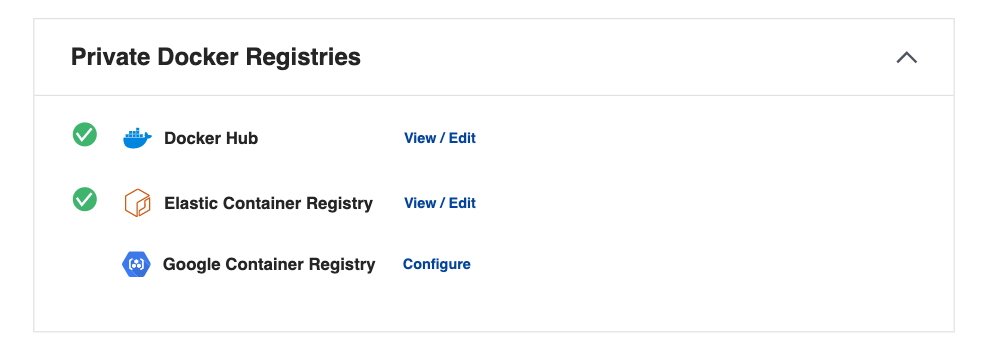 Private Docker Registries
Docker Hub View / Edit
Elastic Container Registry View / Edit
Google Container Registry Configure